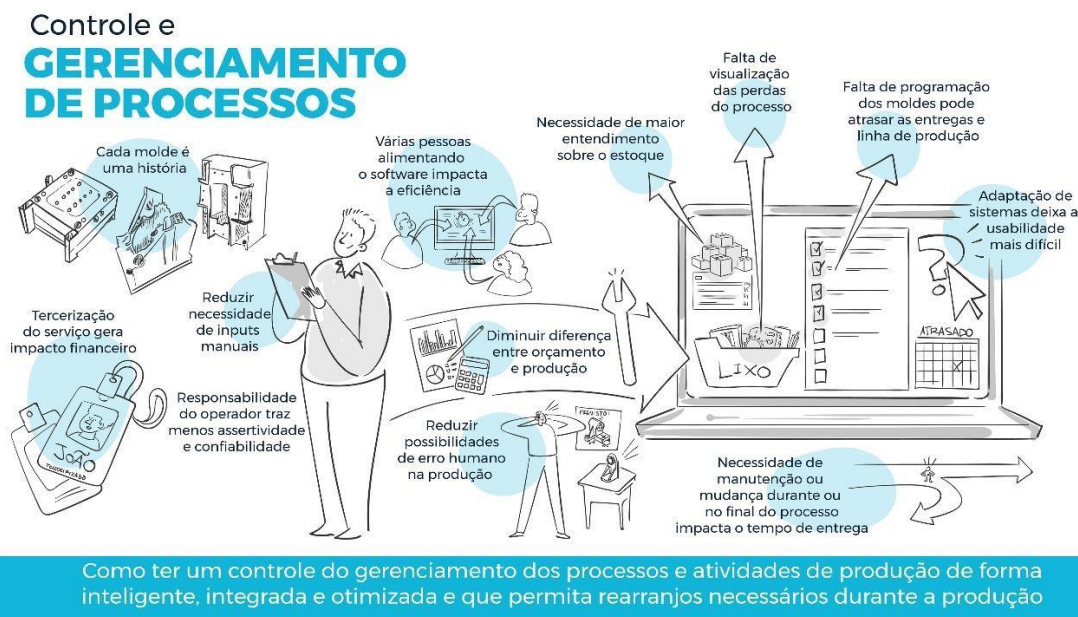 Controle e
GERENCIAMENTO
DE PROCESSOS
Cada molde é
uma história
Várias pessoas
alimentando
o software impacta
a eficiência
Necessidade de maior
entendimento
sobre o estoque
Falta de
visualização
das perdas
do processo
Falta de programação
dos moldes pode
atrasar as entregas e
linha de produção
Adaptação de
sistemas deixa a
usabilidade
mais difícil
Tercerização
do serviço gera
impacto financeiro
Reduzir
necessidade
de inputs
manuais
Responsabilidade
do operador traz
menos assertividade
e confiabilidade
JOÃO
TERCEIRIZADO
Diminuir diferença
entre orçamento
e produção
Reduzir
possibilidades
de erro humano
na produção
PREVISTO:
LIXO
?
ATRASADO
X
Necessidade de
manutenção ou
mudança durante ou
no final do processo
impacta o tempo de entrega
Como ter um controle do gerenciamento dos processos e atividades de produção de forma
inteligente, integrada e otimizada e que permita rearranjos necessários durante a produção